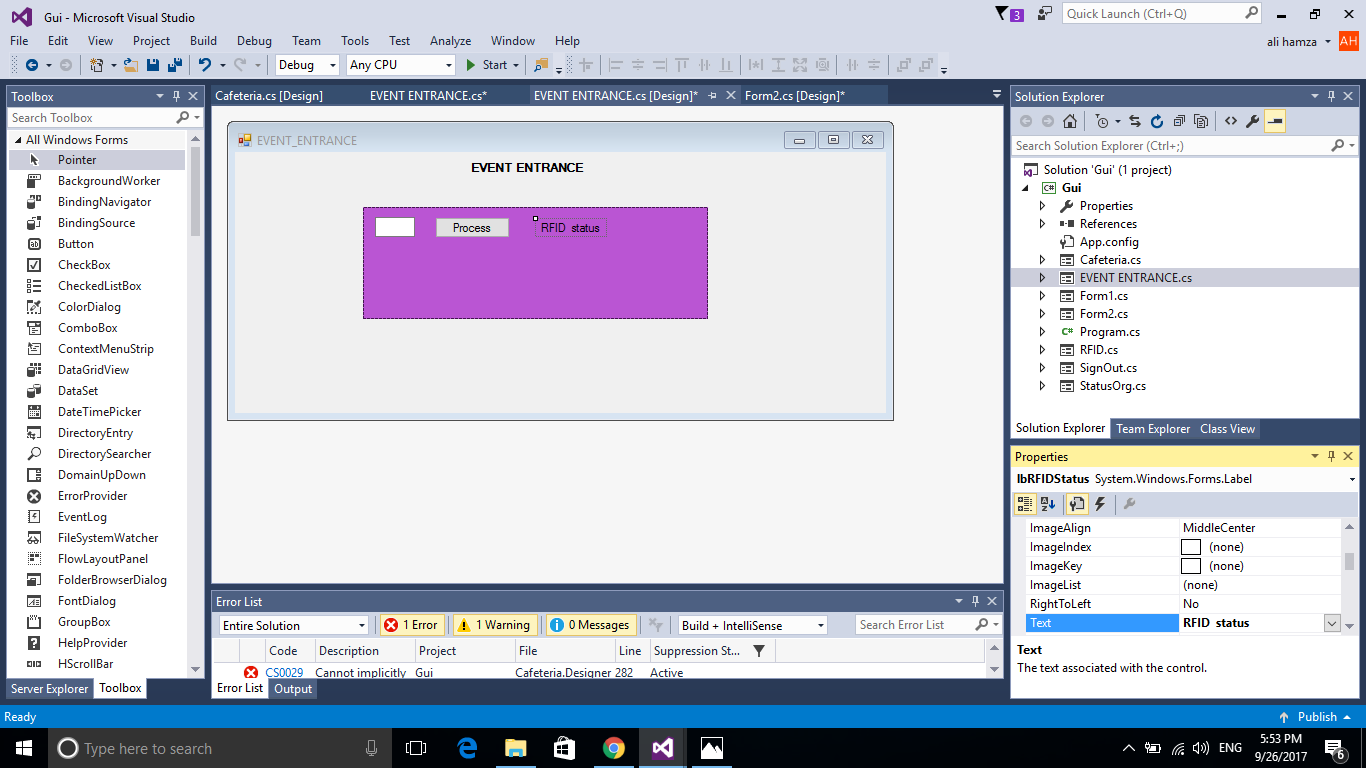 Gui - Microsoft Visual Studio
3
Quick Launch (Ctrl+Q)
File Edit View Project Build Debug Team Tools Test Analyze Window Help
ali hamza
AH
Debug Any CPU Start
Toolbox
Search Toolbox
All Windows Forms
Pointer
BackgroundWorker
BindingNavigator
BindingSource
Button
CheckBox
CheckedListBox
ColorDialog
ComboBox
ContextMenuStrip
DataGridView
DataSet
DateTimePicker
DirectoryEntry
DirectorySearcher
DomainUpDown
ErrorProvider
EventLog
FileSystemWatcher
FlowLayoutPanel
FolderBrowserDialog
FontDialog
GroupBox
HelpProvider
HScrollBar
Server Explorer Toolbox
Cafeteria.cs [Design] EVENT ENTRANCE.cs* EVENT ENTRANCE.cs [Design]* Form2.cs [Design]*
EVENT_ENTRANCE
EVENT ENTRANCE
Process RFID status
Error List
Entire Solution 1 Error 1 Warning 0 Messages Build + IntelliSense Search Error List
Code Description Project File Line Suppression St...
CS0029 Cannot implicitly Gui Cafeteria.Designer 282 Active
Error List Output
Solution Explorer
Search Solution Explorer (Ctrl+;)
Solution 'Gui' (1 project)
C# Gui
Properties
References
App.config
Cafeteria.cs
EVENT ENTRANCE.cs
Form1.cs
Form2.cs
C# Program.cs
RFID.cs
SignOut.cs
StatusOrg.cs
Solution Explorer Team Explorer Class View
Properties
lbRFIDStatus System.Windows.Forms.Label
ImageAlign MiddleCenter
ImageIndex (none)
ImageKey (none)
ImageList (none)
RightToLeft No
Text RFID status
Text
The text associated with the control.
Ready
Publish
Type here to search
ENG
5:53 PM
9/26/2017
6